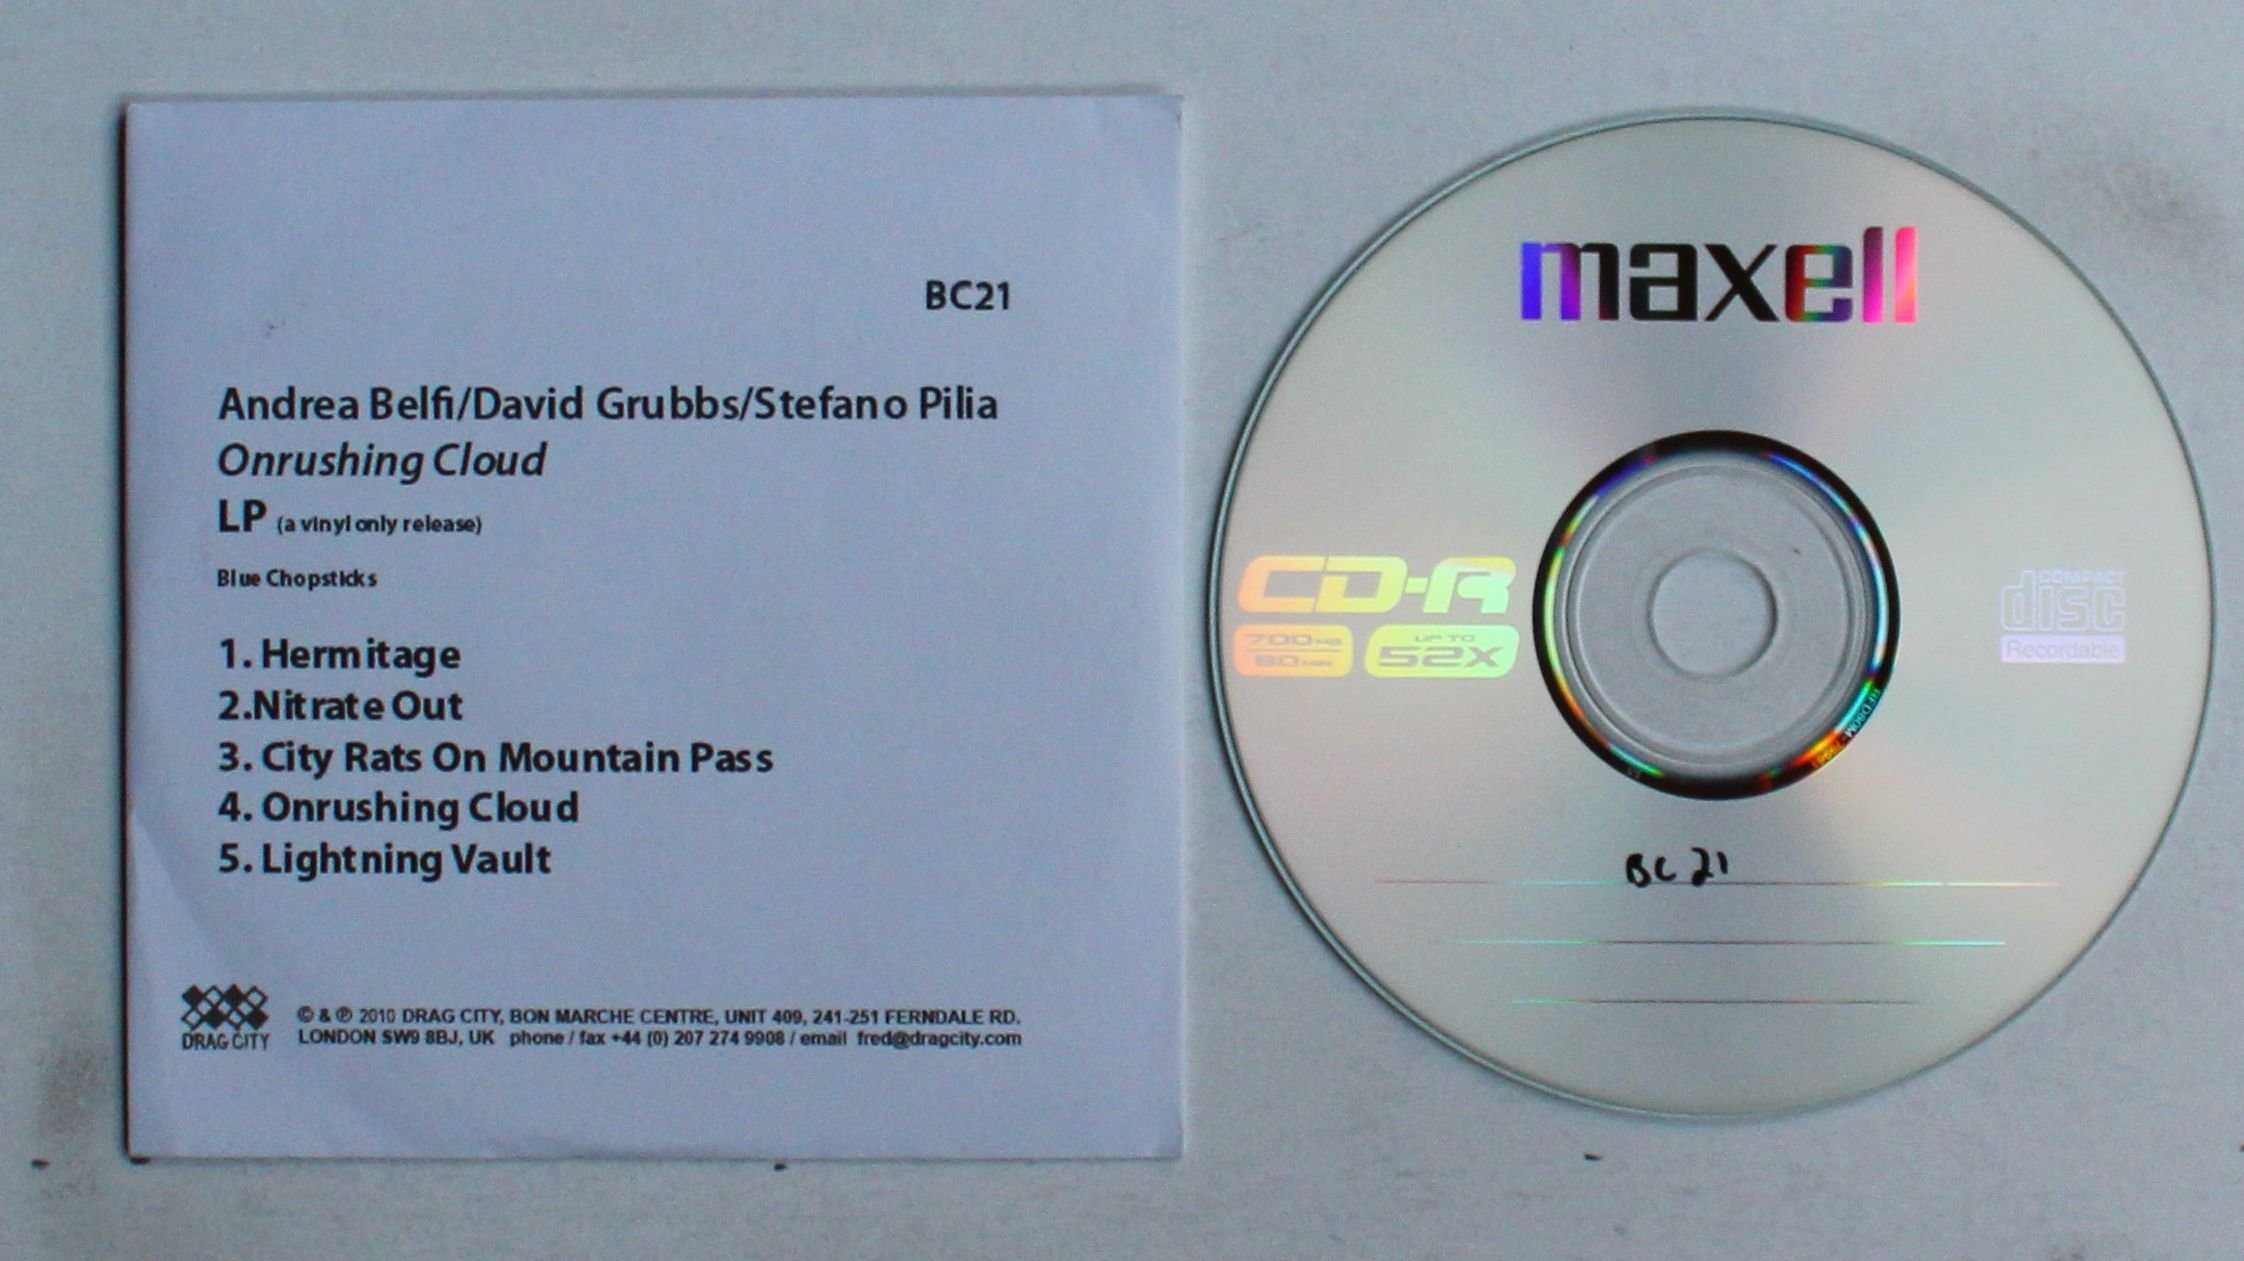 BC21
Andrea Belfi/David Grubbs/Stefano Pilia
Onrushing Cloud
LP (a vinyl only release)
Blue Chopsticks
1. Hermitage
2.Nitrate Out
3. City Rats On Mountain Pass
4. Onrushing Cloud
5. Lightning Vault
DRAG CITY
© & ℗ 2010 DRAG CITY, BON MARCHE CENTRE, UNIT 409, 241-251 FERNDALE RD.
LONDON SW9 8BJ, UK phone / fax +44 (0) 207 274 9908 / email fred@dragcity.com
maxell
CD-R
700MB
80MIN
UP TO
52X
COMPACT
disc
Recordable
BC 21